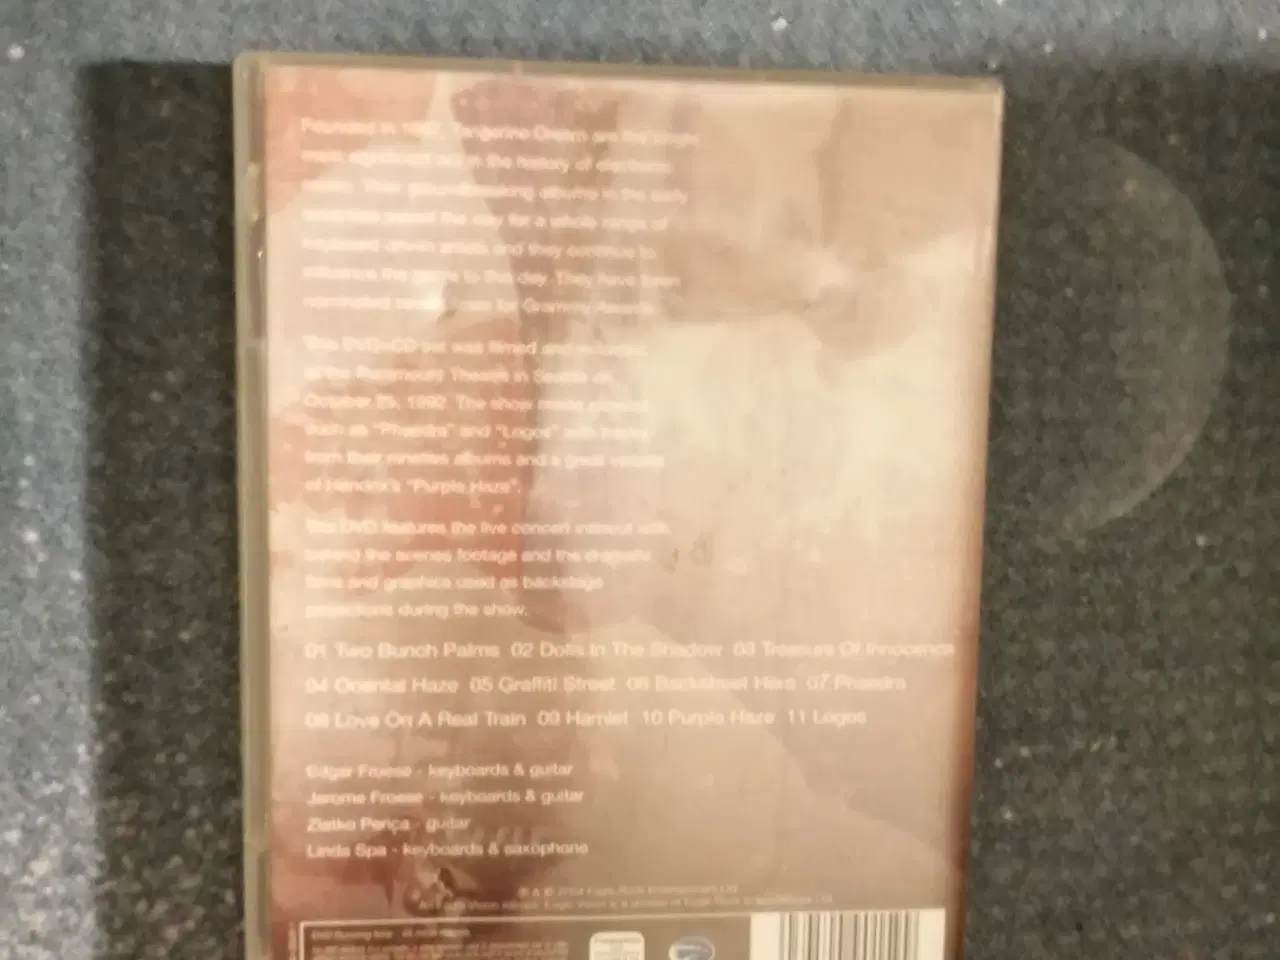 Founded in 1967, Tangerine Dream are the
in the history of electronic
music. Their groundbreaking albums in the early
seventies paved the way for a whole range of
keyboard driven artists and they continue to
influence the genre to this day. They have been
nominated for Grammy Awards.
This DVD+CD set was filmed and recorded
at the Paramount Theatre in Seattle on
October 25, 1992. The show mixes classics
such as "Phaedra" and "Logos" with tracks
from their nineties albums and a great version
of Hendrix's "Purple Haze".
The DVD features the live concert intercut with
behind the scenes footage and the dramatic
films and graphics used as backstage
projections during the show.
01 Two Bunch Palms 02 Dolls In The Shadow 03 Treasure Of Innocence
04 Oriental Haze 05 Graffiti Street 06 Backstreet Hero 07 Phaedra
08 Love On A Real Train 09 Hamlet 10 Purple Haze 11 Logos
Edgar Froese - keyboards & guitar
Jerome Froese - keyboards & guitar
Zlatko Perica - guitar
Linda Spa - keyboards & saxophone
℗ & © 2004 Eagle Rock Entertainment Ltd